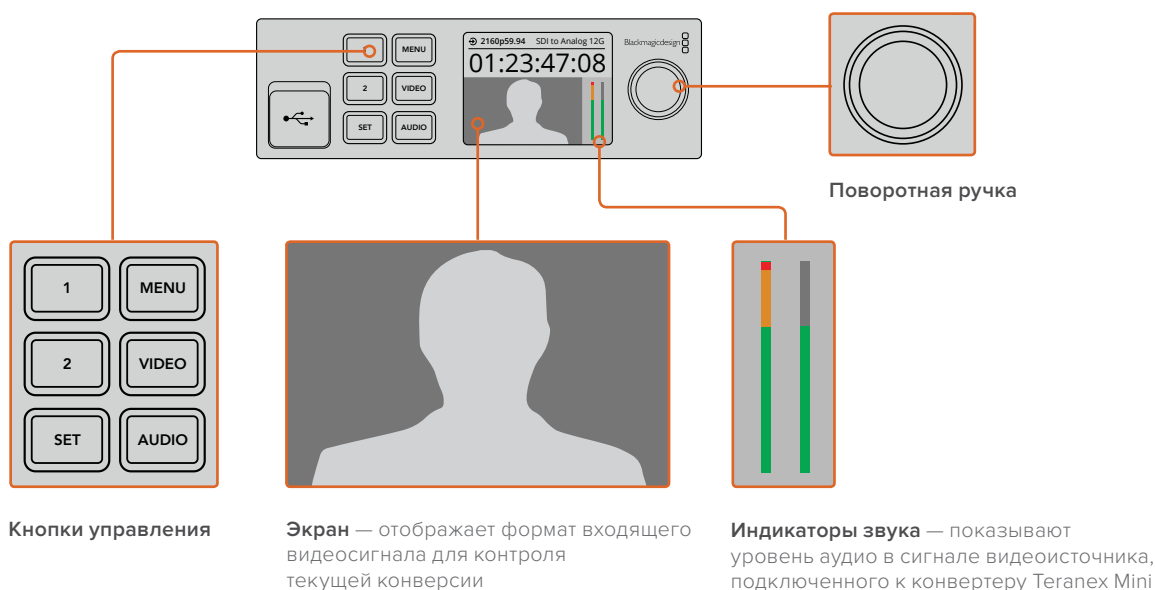 2160p59.94 SDI to Analog 12G
01:23:47:08
Blackmagicdesign
MENU
2 VIDEO
SET AUDIO
Поворотная ручка
1 MENU
2 VIDEO
SET AUDIO
Кнопки управления
Экран — отображает формат входящего
видеосигнала для контроля
текущей конверсии
Индикаторы звука — показывают
уровень аудио в сигнале видеоисточника,
подключенного к конвертеру Teranex Mini